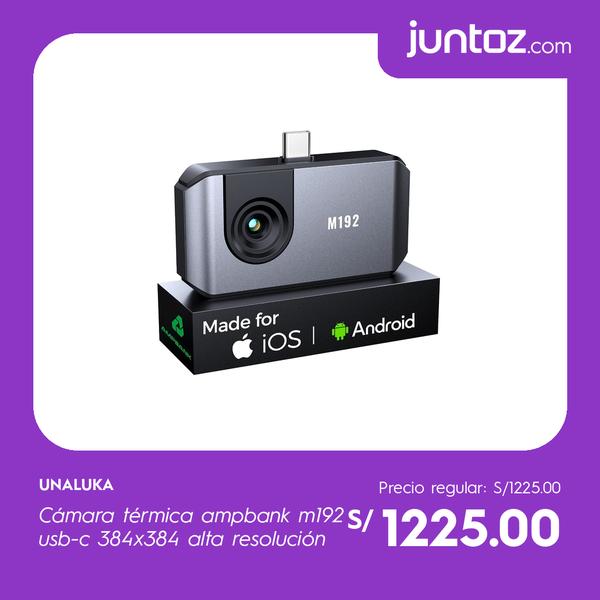 juntoz.com
M192
Made for
iOS | Android
AMPBANK
UNALUKA
Precio regular: S/1225.00
Cámara térmica ampbank m192
usb-c 384x384 alta resolución
S/ 1225.00